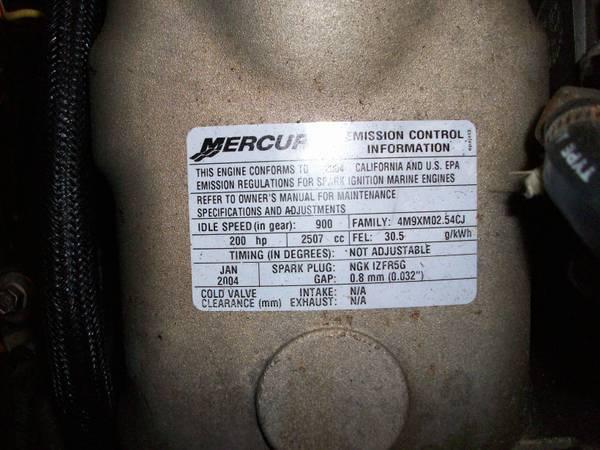 MERCUR EMISSION CONTROL
INFORMATION
THIS ENGINE CONFORMS TO 2004 CALIFORNIA AND U.S. EPA
EMISSION REGULATIONS FOR SPARK IGNITION MARINE ENGINES
REFER TO OWNER'S MANUAL FOR MAINTENANCE
SPECIFICATIONS AND ADJUSTMENTS
IDLE SPEED (in gear): 900 FAMILY: 4M9XM02.54CJ
200 hp 2507 cc FEL: 30.5 g/kWh
TIMING (IN DEGREES): NOT ADJUSTABLE
JAN 2004 SPARK PLUG: NGK IZFR5G
GAP: 0.8 mm (0.032")
COLD VALVE INTAKE: N/A
CLEARANCE (mm) EXHAUST: N/A
TYPE